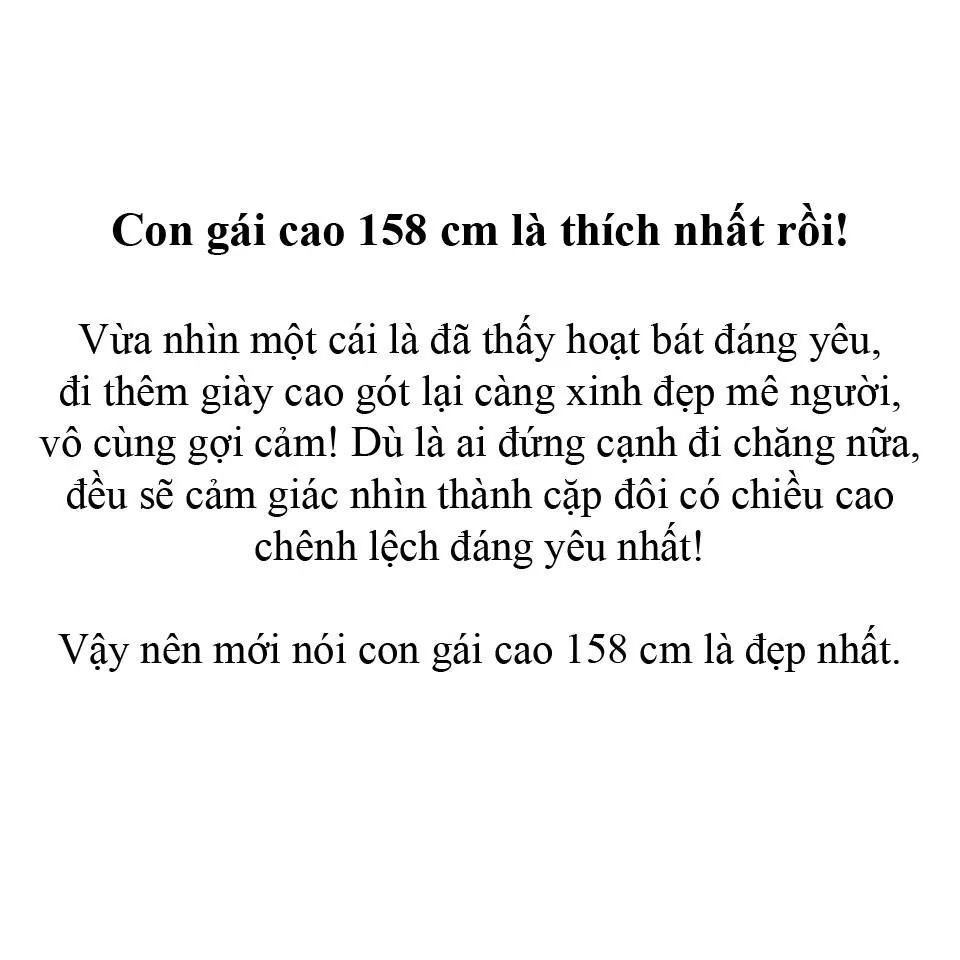 Con gái cao 158 cm là thích nhất rồi!
Vừa nhìn một cái là đã thấy hoạt bát đáng yêu,
đi thêm giày cao gót lại càng xinh đẹp mê người,
vô cùng gợi cảm! Dù là ai đứng cạnh đi chăng nữa,
đều sẽ cảm giác nhìn thành cặp đôi có chiều cao
chênh lệch đáng yêu nhất!
Vậy nên mới nói con gái cao 158 cm là đẹp nhất.